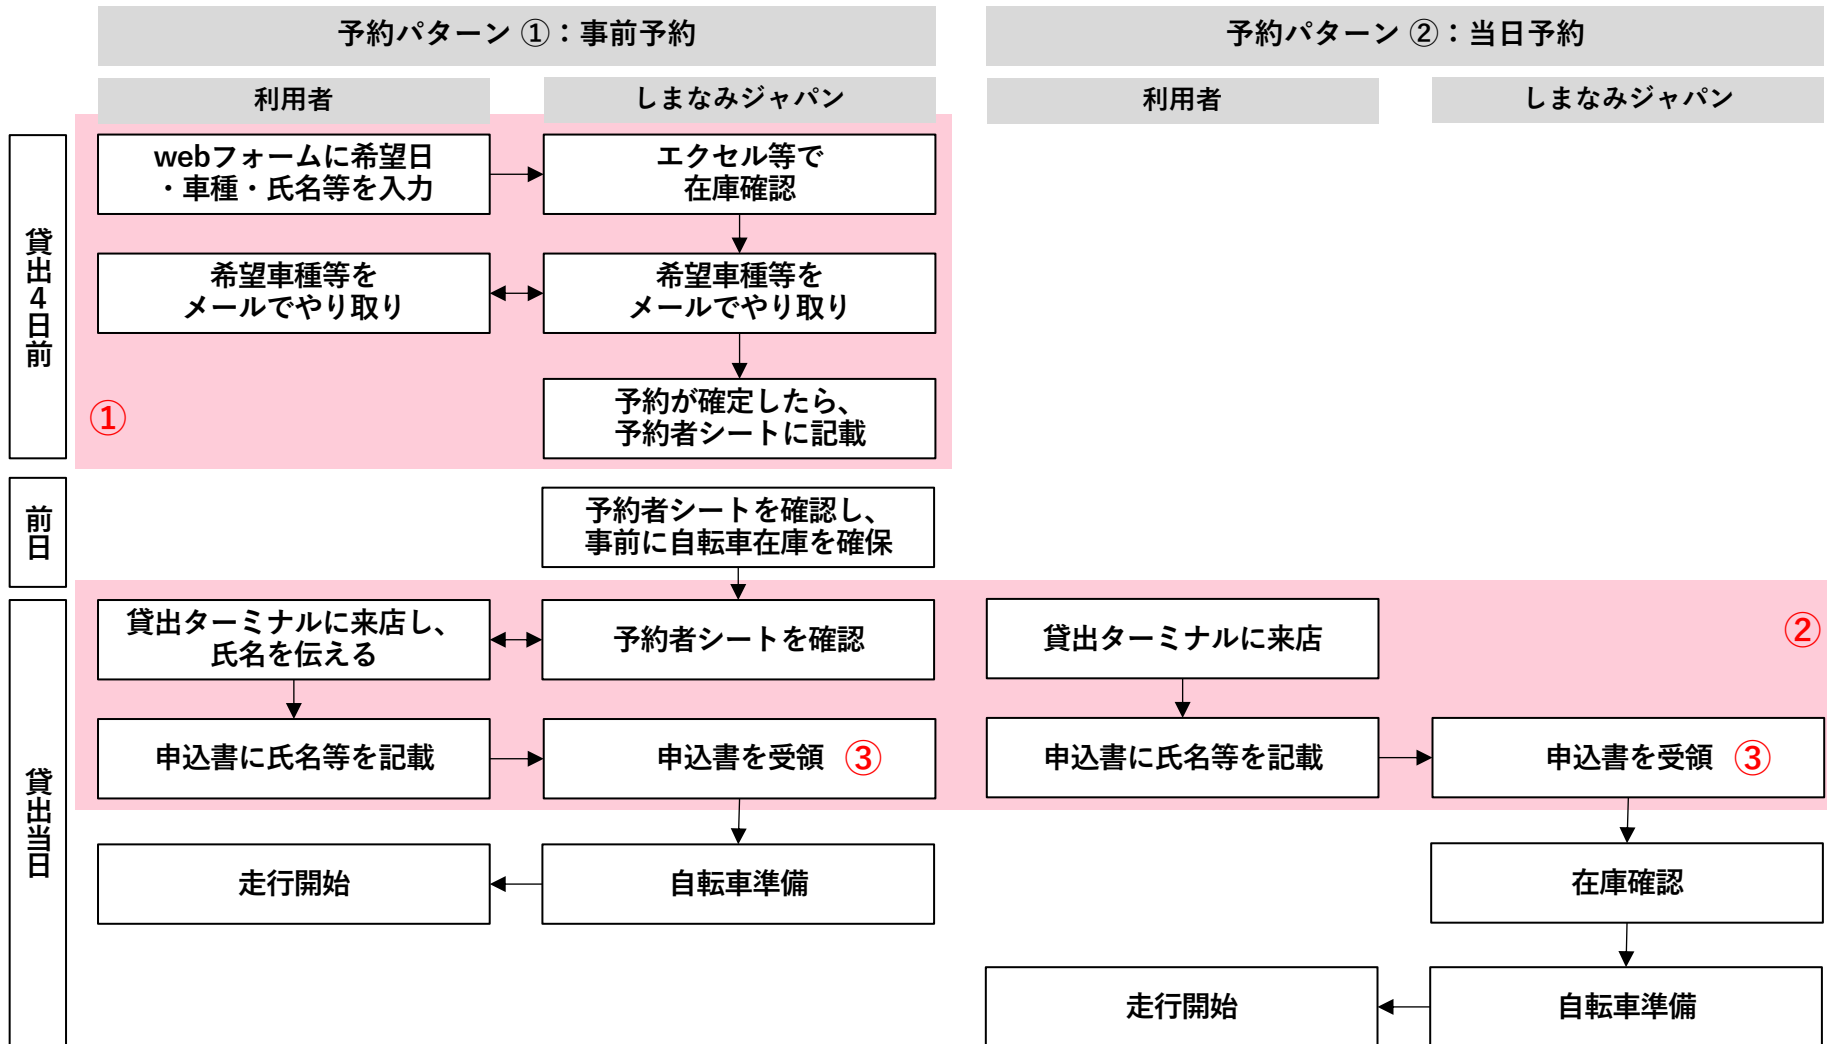 予約パターン ①：事前予約
予約パターン ②：当日予約
利用者
しまなみジャパン
利用者
しまなみジャパン
貸出4日前
webフォームに希望日
・車種・氏名等を入力
エクセル等で
在庫確認
希望車種等を
メールでやり取り
希望車種等を
メールでやり取り
①
予約が確定したら、
予約者シートに記載
前日
予約者シートを確認し、
事前に自転車在庫を確保
貸出当日
貸出ターミナルに来店し、
氏名を伝える
予約者シートを確認
貸出ターミナルに来店
②
申込書に氏名等を記載
申込書を受領 ③
申込書に氏名等を記載
申込書を受領 ③
走行開始
自転車準備
在庫確認
走行開始
自転車準備